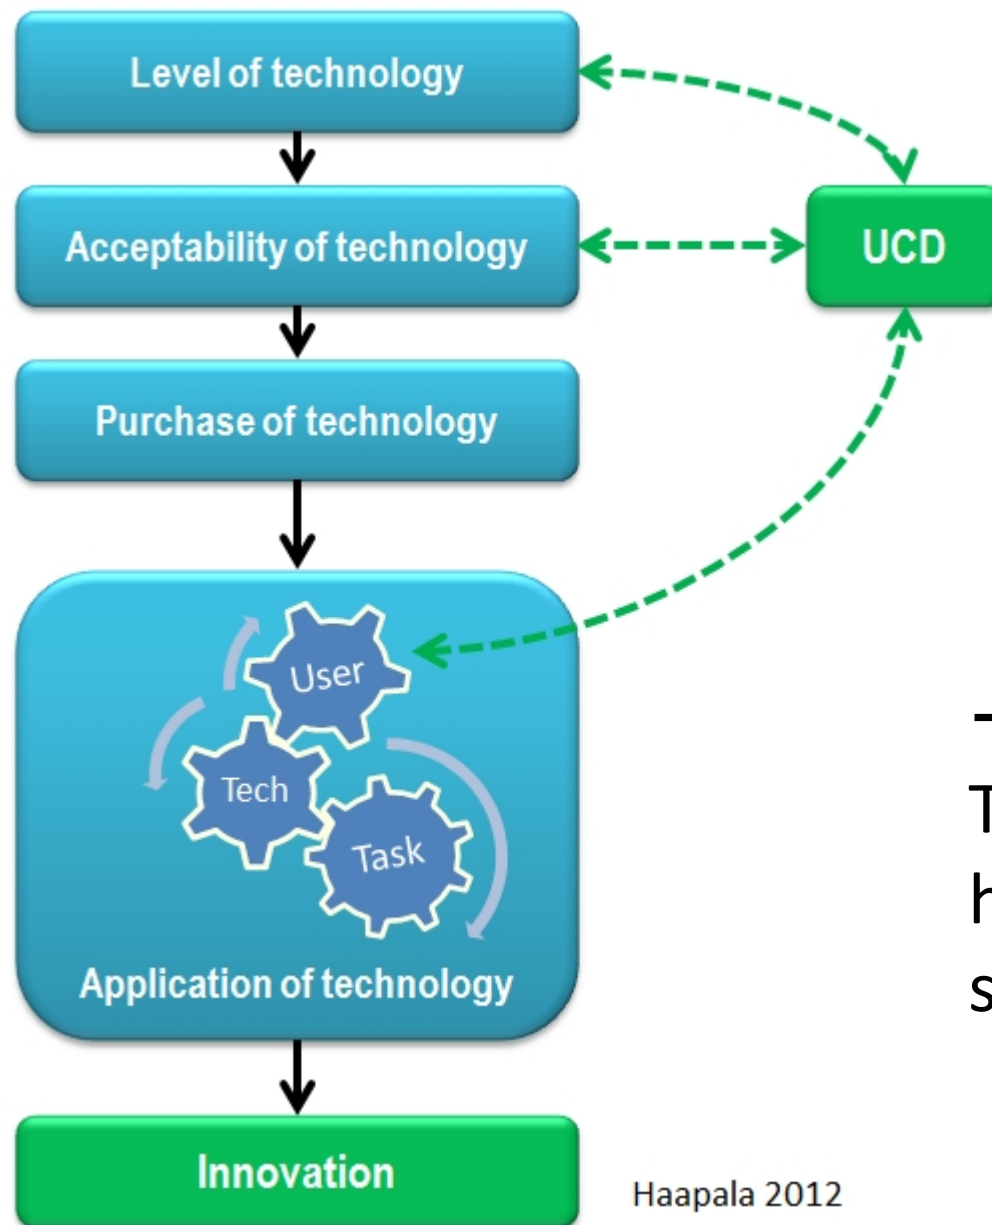 Level of technology
Acceptability of technology
UCD
Purchase of technology
User
Tech
Task
Application of technology
Innovation
Haapala 2012